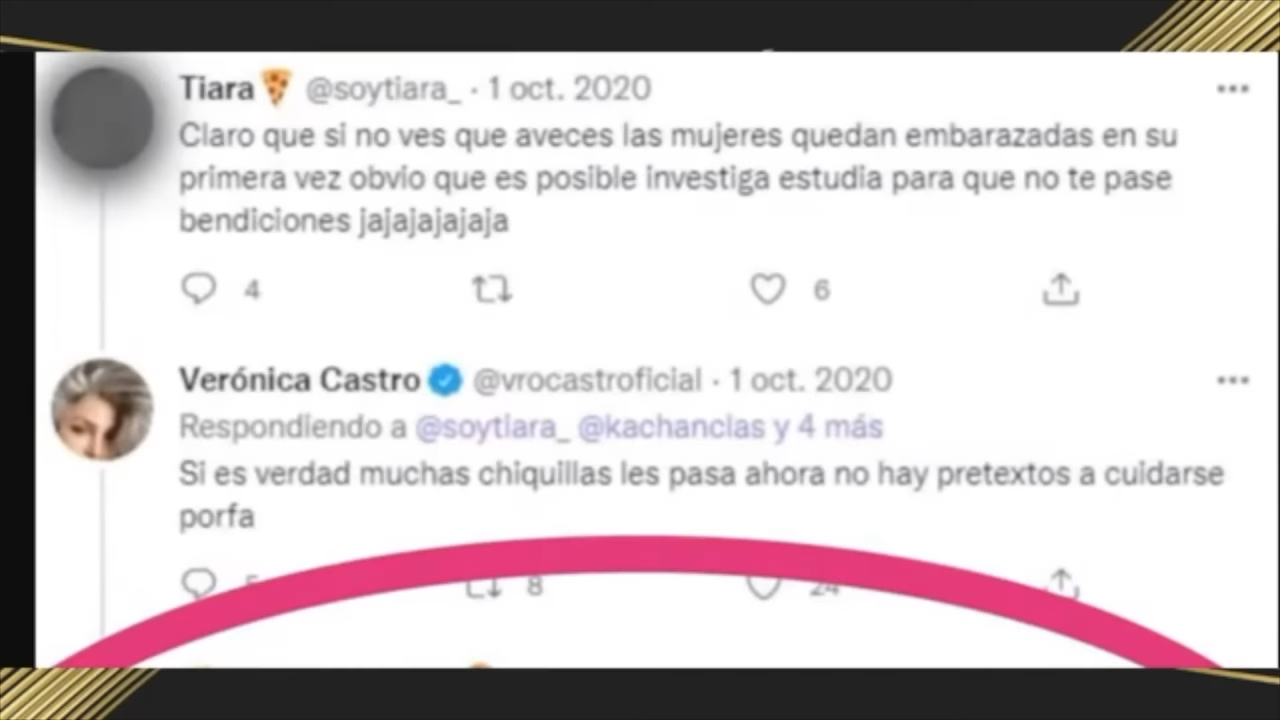 Tiara🍕 @soytiara_ · 1 oct. 2020
Claro que si no ves que aveces las mujeres quedan embarazadas en su
primera vez obvio que es posible investiga estudia para que no te pase
bendiciones jajajajajaja
4 6
Verónica Castro @vrocastroficial · 1 oct. 2020
Respondiendo a @soytiara_ @kachanclas y 4 más
Si es verdad muchas chiquillas les pasa ahora no hay pretextos a cuidarse
porfa
8 24